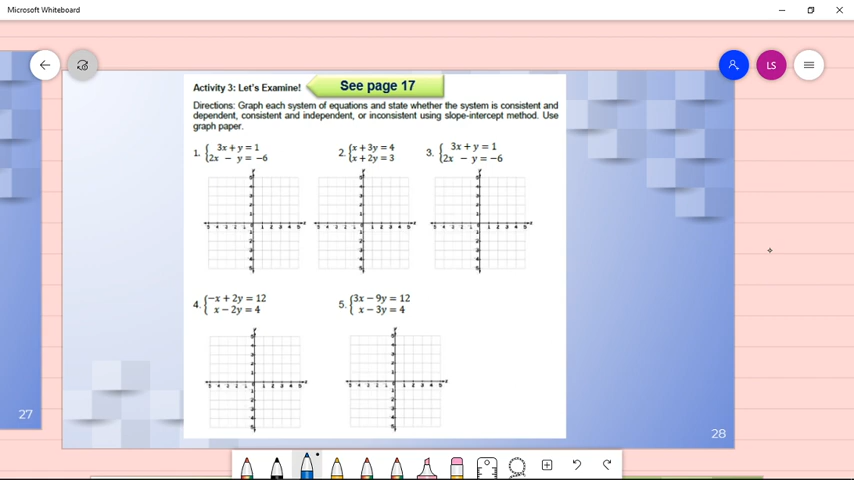 Microsoft Whiteboard
LS
Activity 3: Let's Examine!
See page 17
Directions: Graph each system of equations and state whether the system is consistent and
dependent, consistent and independent, or inconsistent using slope-intercept method. Use
graph paper.
1. { 3x + y = 1
2x - y = -6
2. { x + 3y = 4
x + 2y = 3
3. { 3x + y = 1
2x - y = -6
4. { -x + 2y = 12
x - 2y = 4
5. { 3x - 9y = 12
x - 3y = 4
27
28